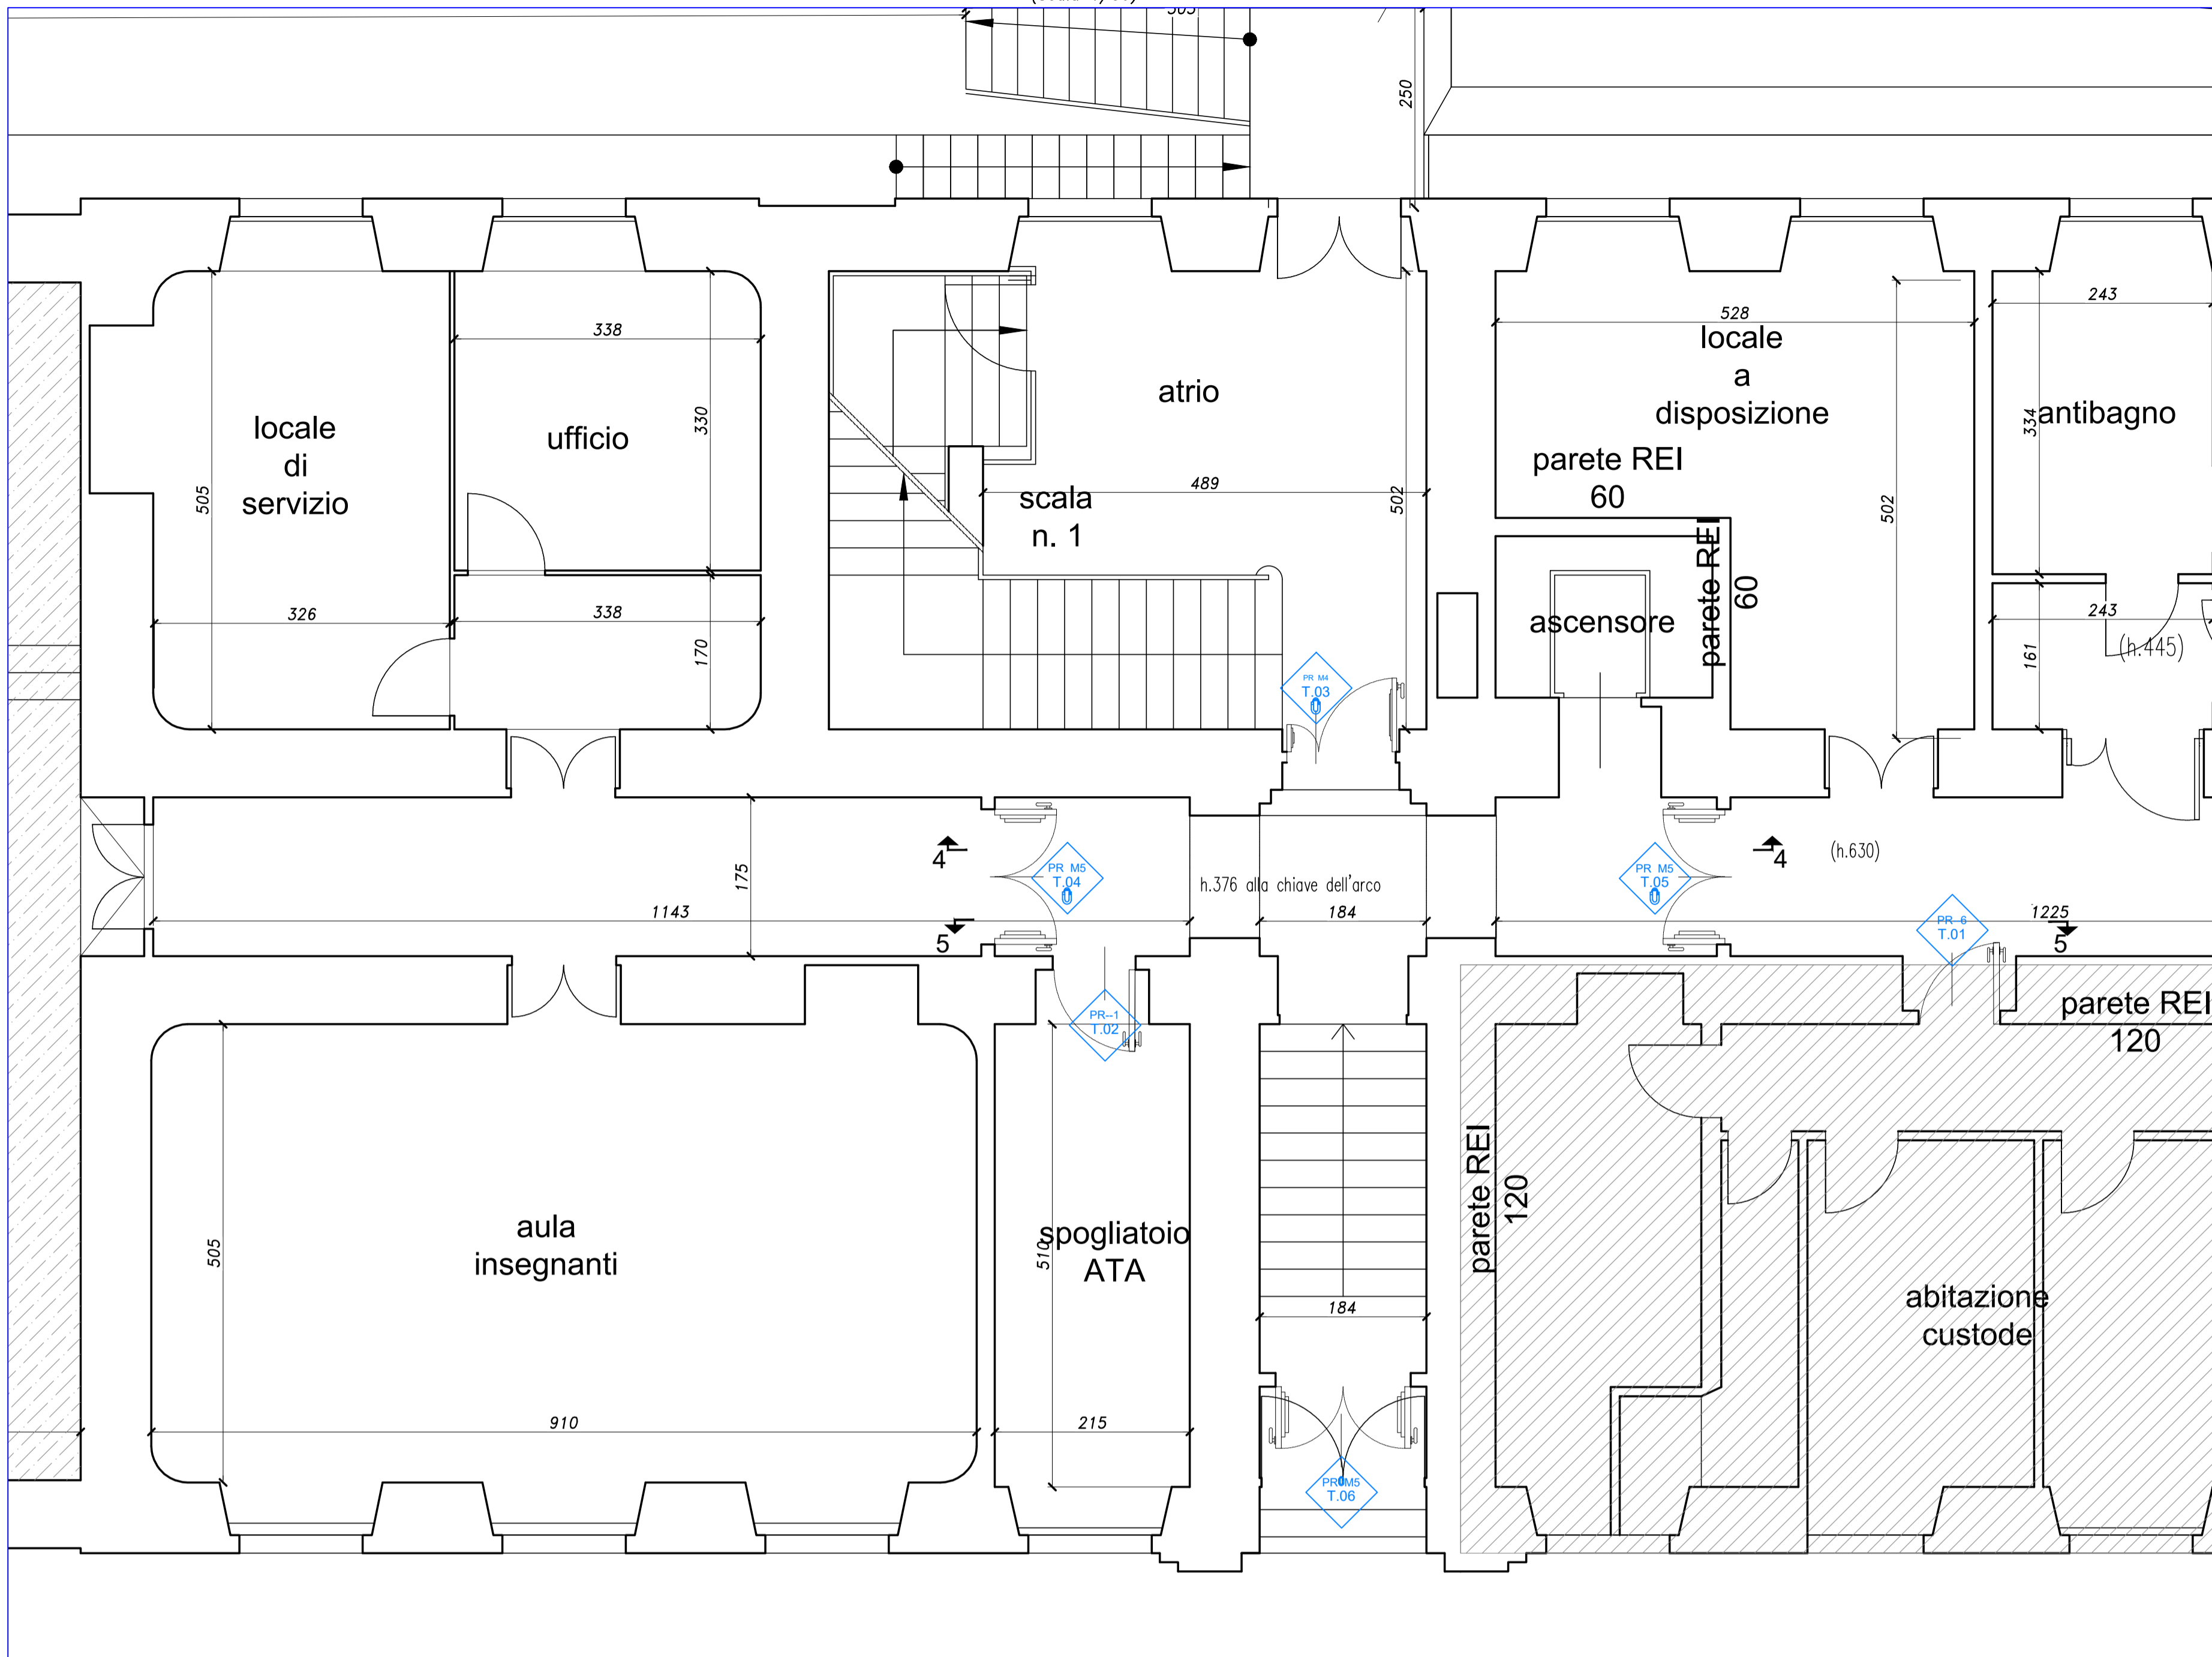 250
243
338
528
locale
a
disposizione
atrio
334
antibagno
330
locale
di
servizio
ufficio
parete REI
60
489
505
scala
n. 1
502
502
parete REI
60
326
338
243
ascensore
170
161
(h.445)
PR M4
T.03
4
4
(h.630)
175
PR M5
T.04
h.376 alla chiave dell'arco
PR M5
T.05
1143
184
1225
5
PR-6
T.01
5
PR--1
T.02
parete REI
120
parete REI
120
aula
insegnanti
505
510
spogliatoio
ATA
184
abitazione
custode
910
215
PR M5
T.06